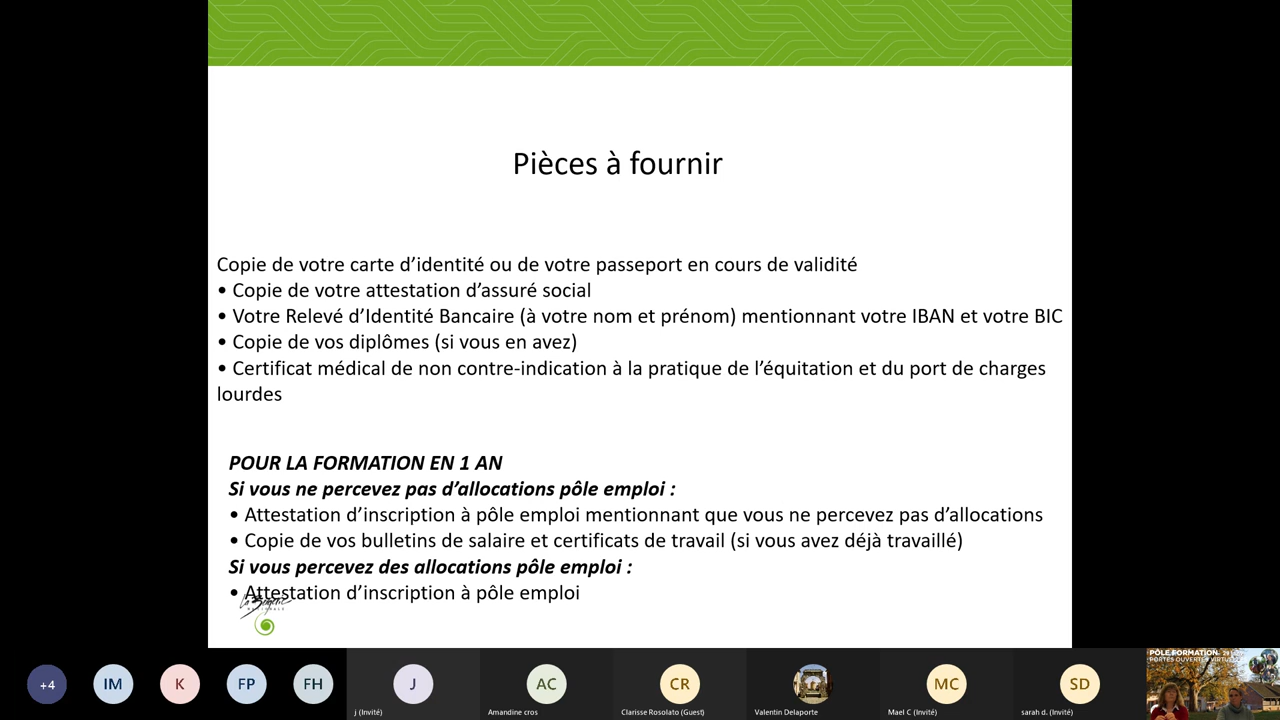 Pièces à fournir
Copie de votre carte d’identité ou de votre passeport en cours de validité
• Copie de votre attestation d’assuré social
• Votre Relevé d’Identité Bancaire (à votre nom et prénom) mentionnant votre IBAN et votre BIC
• Copie de vos diplômes (si vous en avez)
• Certificat médical de non contre-indication à la pratique de l’équitation et du port de charges
lourdes
POUR LA FORMATION EN 1 AN
Si vous ne percevez pas d’allocations pôle emploi :
• Attestation d’inscription à pôle emploi mentionnant que vous ne percevez pas d’allocations
• Copie de vos bulletins de salaire et certificats de travail (si vous avez déjà travaillé)
Si vous percevez des allocations pôle emploi :
• Attestation d’inscription à pôle emploi
+4
IM
K
FP
FH
J
AC
CR
MC
SD
j (Invité)
Amandine cros
Clarisse Rosolato (Guest)
Valentin Delaporte
Mael C (Invité)
sarah d. (Invité)
PÔLE FORMATION
PORTES OUVERTES